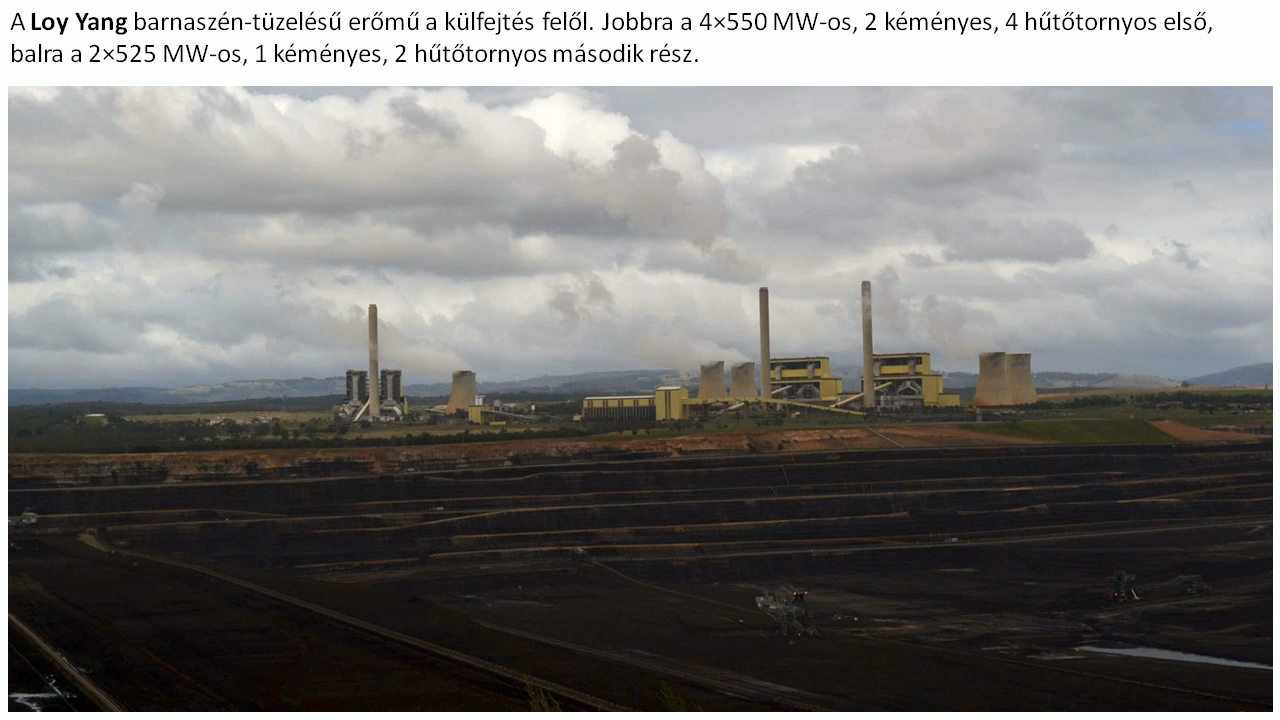 A Loy Yang barnaszén-tüzelésű erőmű a külfejtés felől. Jobbra a 4×550 MW-os, 2 kéményes, 4 hűtőtornyos első,
balra a 2×525 MW-os, 1 kéményes, 2 hűtőtornyos második rész.